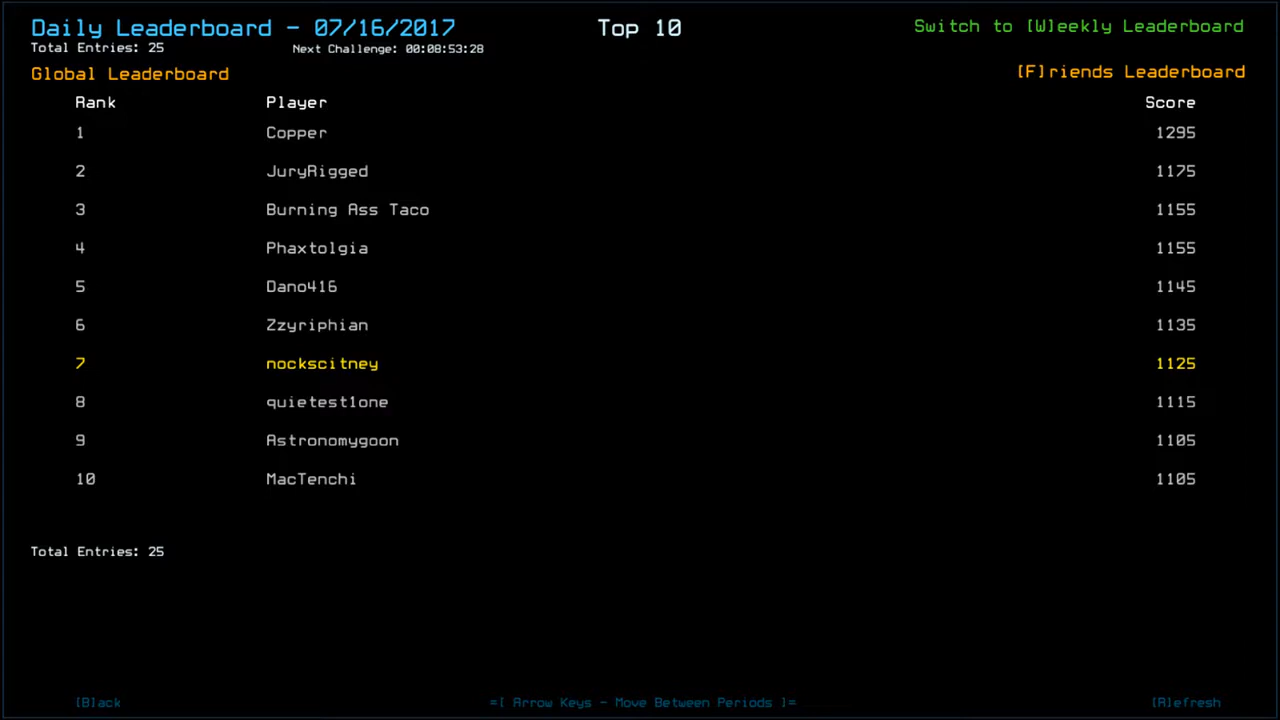 Daily Leaderboard - 07/16/2017 Top 10 Switch to [W]eekly Leaderboard
Total Entries: 25 Next Challenge: 00:08:53:28
Global Leaderboard [F]riends Leaderboard
Rank Player Score
1 Copper 1295
2 JuryRigged 1175
3 Burning Ass Taco 1155
4 Phaxtolgia 1155
5 Dano416 1145
6 Zzyriphian 1135
7 nockscitney 1125
8 quietest1one 1115
9 Astronomygoon 1105
10 MacTenchi 1105
Total Entries: 25
[B]ack =[ Arrow Keys - Move Between Periods ]= [R]efresh